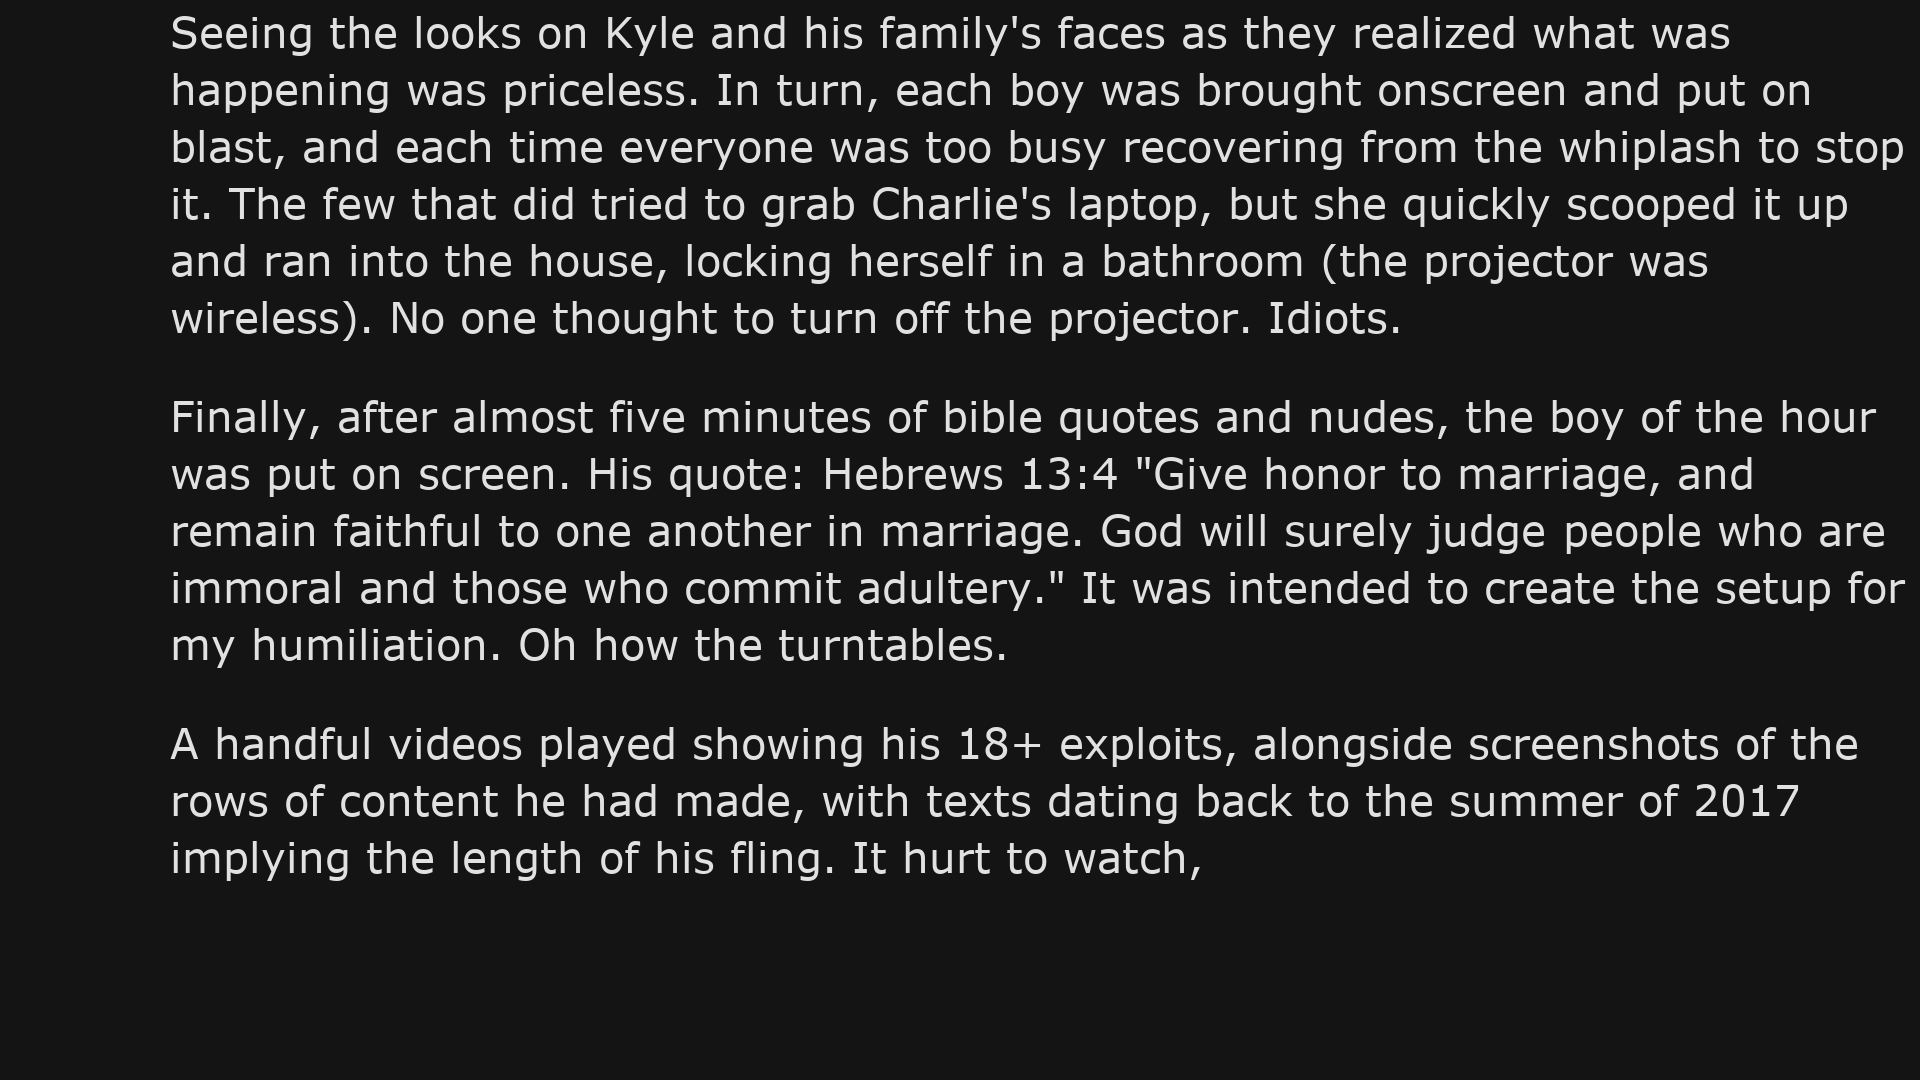 Seeing the looks on Kyle and his family's faces as they realized what was
happening was priceless. In turn, each boy was brought onscreen and put on
blast, and each time everyone was too busy recovering from the whiplash to stop
it. The few that did tried to grab Charlie's laptop, but she quickly scooped it up
and ran into the house, locking herself in a bathroom (the projector was
wireless). No one thought to turn off the projector. Idiots.
Finally, after almost five minutes of bible quotes and nudes, the boy of the hour
was put on screen. His quote: Hebrews 13:4 "Give honor to marriage, and
remain faithful to one another in marriage. God will surely judge people who are
immoral and those who commit adultery." It was intended to create the setup for
my humiliation. Oh how the turntables.
A handful videos played showing his 18+ exploits, alongside screenshots of the
rows of content he had made, with texts dating back to the summer of 2017
implying the length of his fling. It hurt to watch,